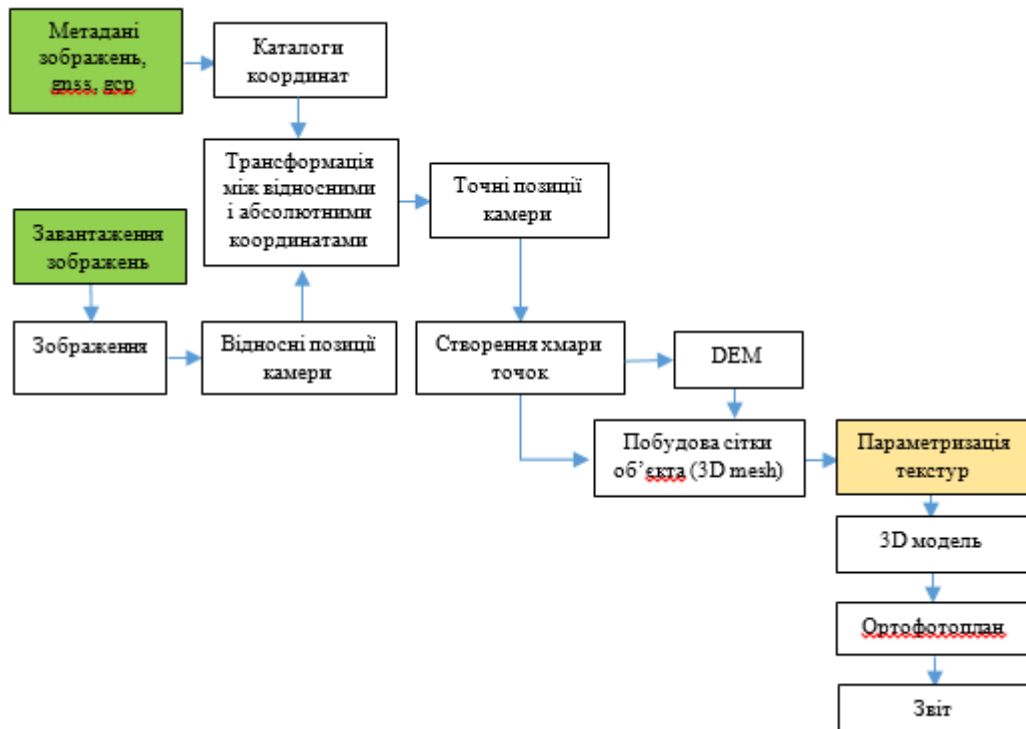 Метадані
зображень,
gnss, gcp
Каталоги
координат
Трансформація
між відносними
і абсолютними
координатами
Точні позиції
камери
Завантаження
зображень
Зображення
Відносні позиції
камери
Створення хмари
точок
DEM
Побудова сітки
об’єкта (3D mesh)
Параметризація
текстур
3D модель
Ортофотоплан
Звіт